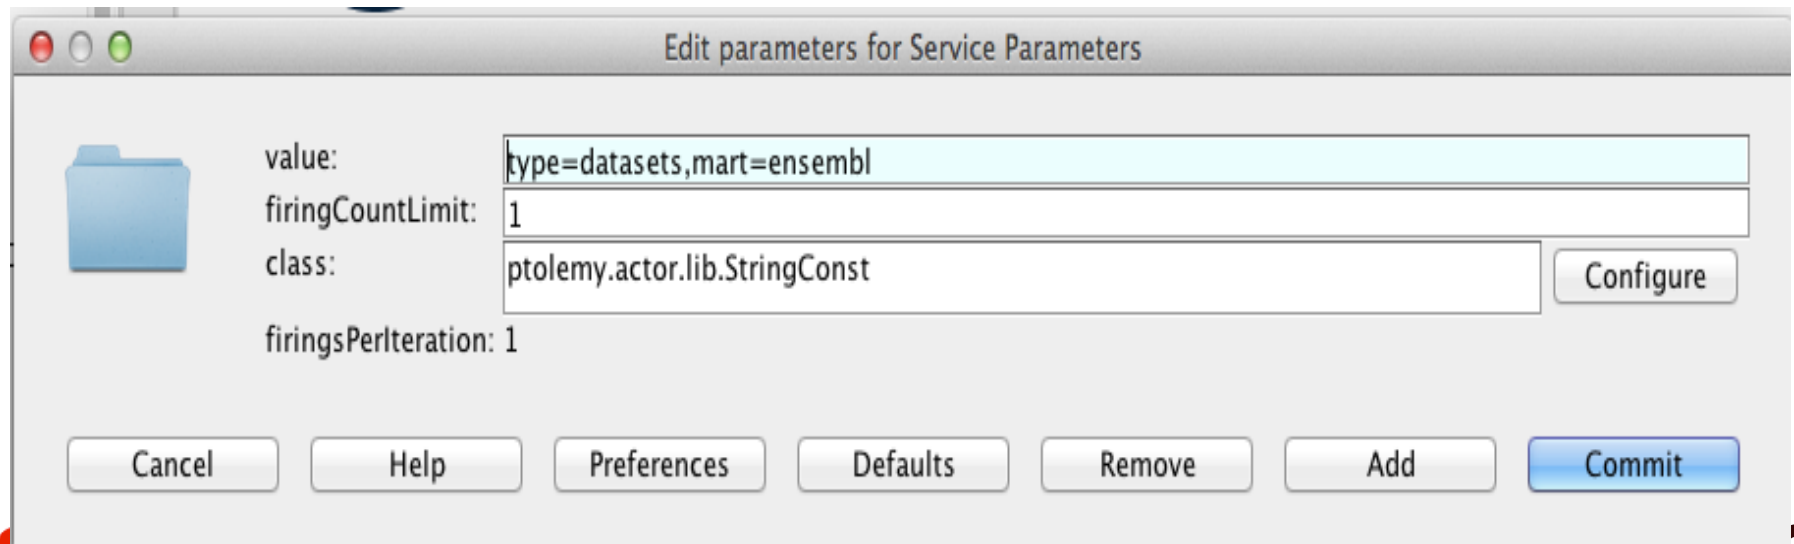 Edit parameters for Service Parameters
value: type=datasets,mart=ensembl
firingCountLimit: 1
class: ptolemy.actor.lib.StringConst Configure
firingsPerIteration: 1
Cancel Help Preferences Defaults Remove Add Commit